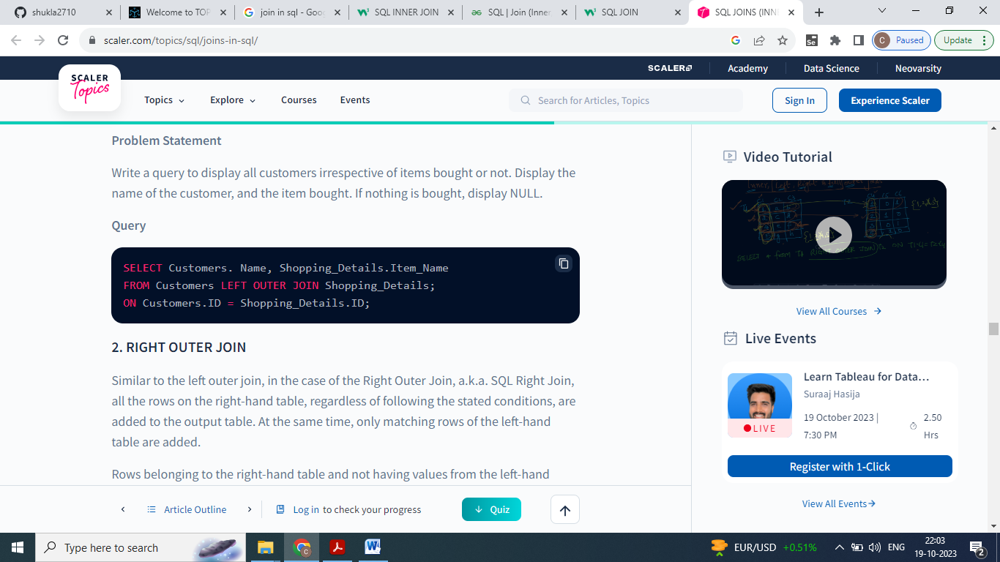 shukla2710
Welcome to TOP
join in sql - Goog
SQL INNER JOIN
SQL | Join (Inner
SQL JOIN
SQL JOINS (INN
scaler.com/topics/sql/joins-in-sql/
Se
C Paused
Update
SCALER
Academy
Data Science
Neovarsity
SCALER
Topics
Topics
Explore
Courses
Events
Search for Articles, Topics
Sign In
Experience Scaler
Problem Statement
Write a query to display all customers irrespective of items bought or not. Display the
name of the customer, and the item bought. If nothing is bought, display NULL.
Query
SELECT Customers. Name, Shopping_Details.Item_Name
FROM Customers LEFT OUTER JOIN Shopping_Details;
ON Customers.ID = Shopping_Details.ID;
2. RIGHT OUTER JOIN
Similar to the left outer join, in the case of the Right Outer Join, a.k.a. SQL Right Join,
all the rows on the right-hand table, regardless of following the stated conditions, are
added to the output table. At the same time, only matching rows of the left-hand
table are added.
Rows belonging to the right-hand table and not having values from the left-hand
Article Outline
Log in to check your progress
Quiz
Video Tutorial
View All Courses
Live Events
Learn Tableau for Data…
Suraaj Hasija
LIVE
19 October 2023 |
7:30 PM
2.50
Hrs
Register with 1-Click
View All Events
Type here to search
C
W
EUR/USD +0.51%
ENG
22:03
19-10-2023
2